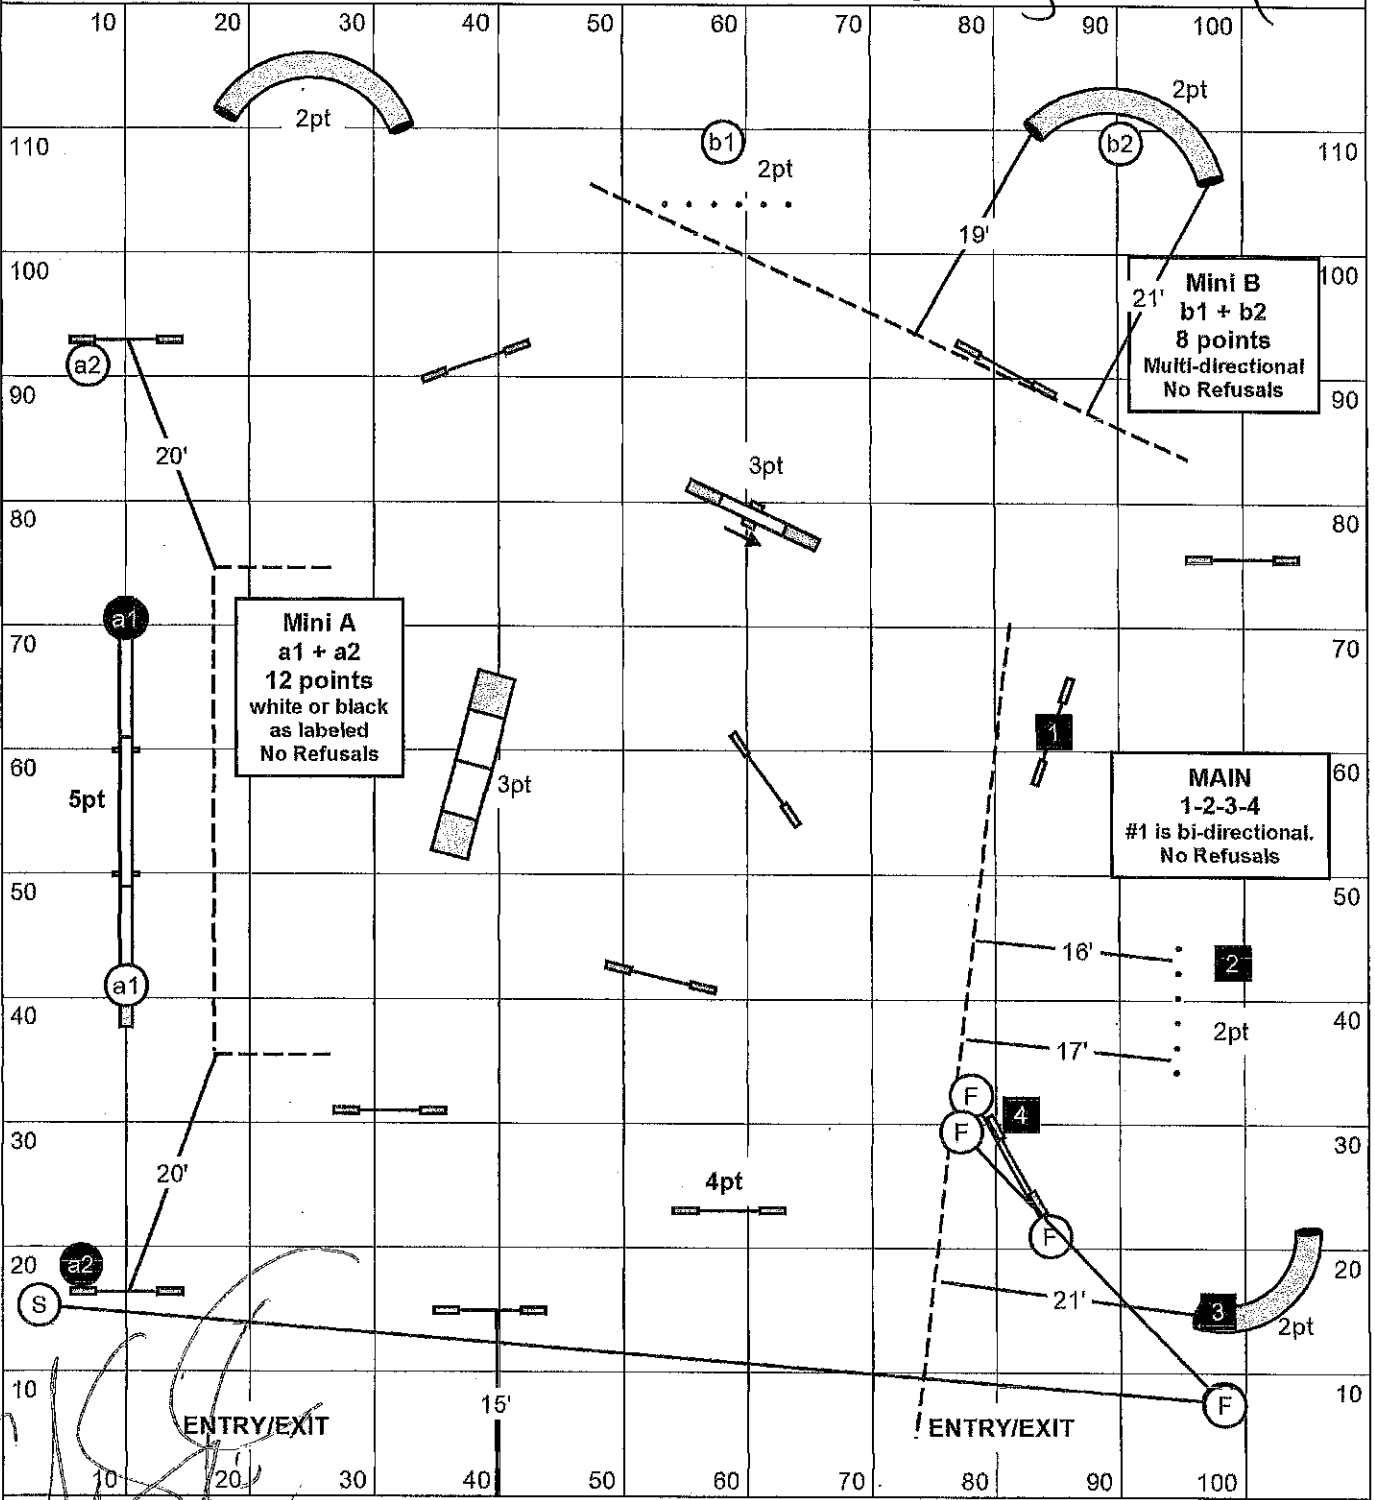 10 20 30 40 50 60 70 80 90 100
2pt
2pt
110
b1
b2
110
2pt
19'
100
100
Mini B
21'
b1 + b2
8 points
Multi-directional
No Refusals
a2
90
90
20'
3pt
80
80
a1
Mini A
a1 + a2
12 points
white or black
as labeled
No Refusals
70
70
1
60
3pt
60
5pt
MAIN
1-2-3-4
#1 is bi-directional.
No Refusals
50
50
16'
2
a1
40
2pt
40
17'
F
4
F
30
30
20'
4pt
F
a2
20
20
S
21'
3
2pt
10
10
15'
F
ENTRY/EXIT
ENTRY/EXIT
10 20 30 40 50 60 70 80 90 100